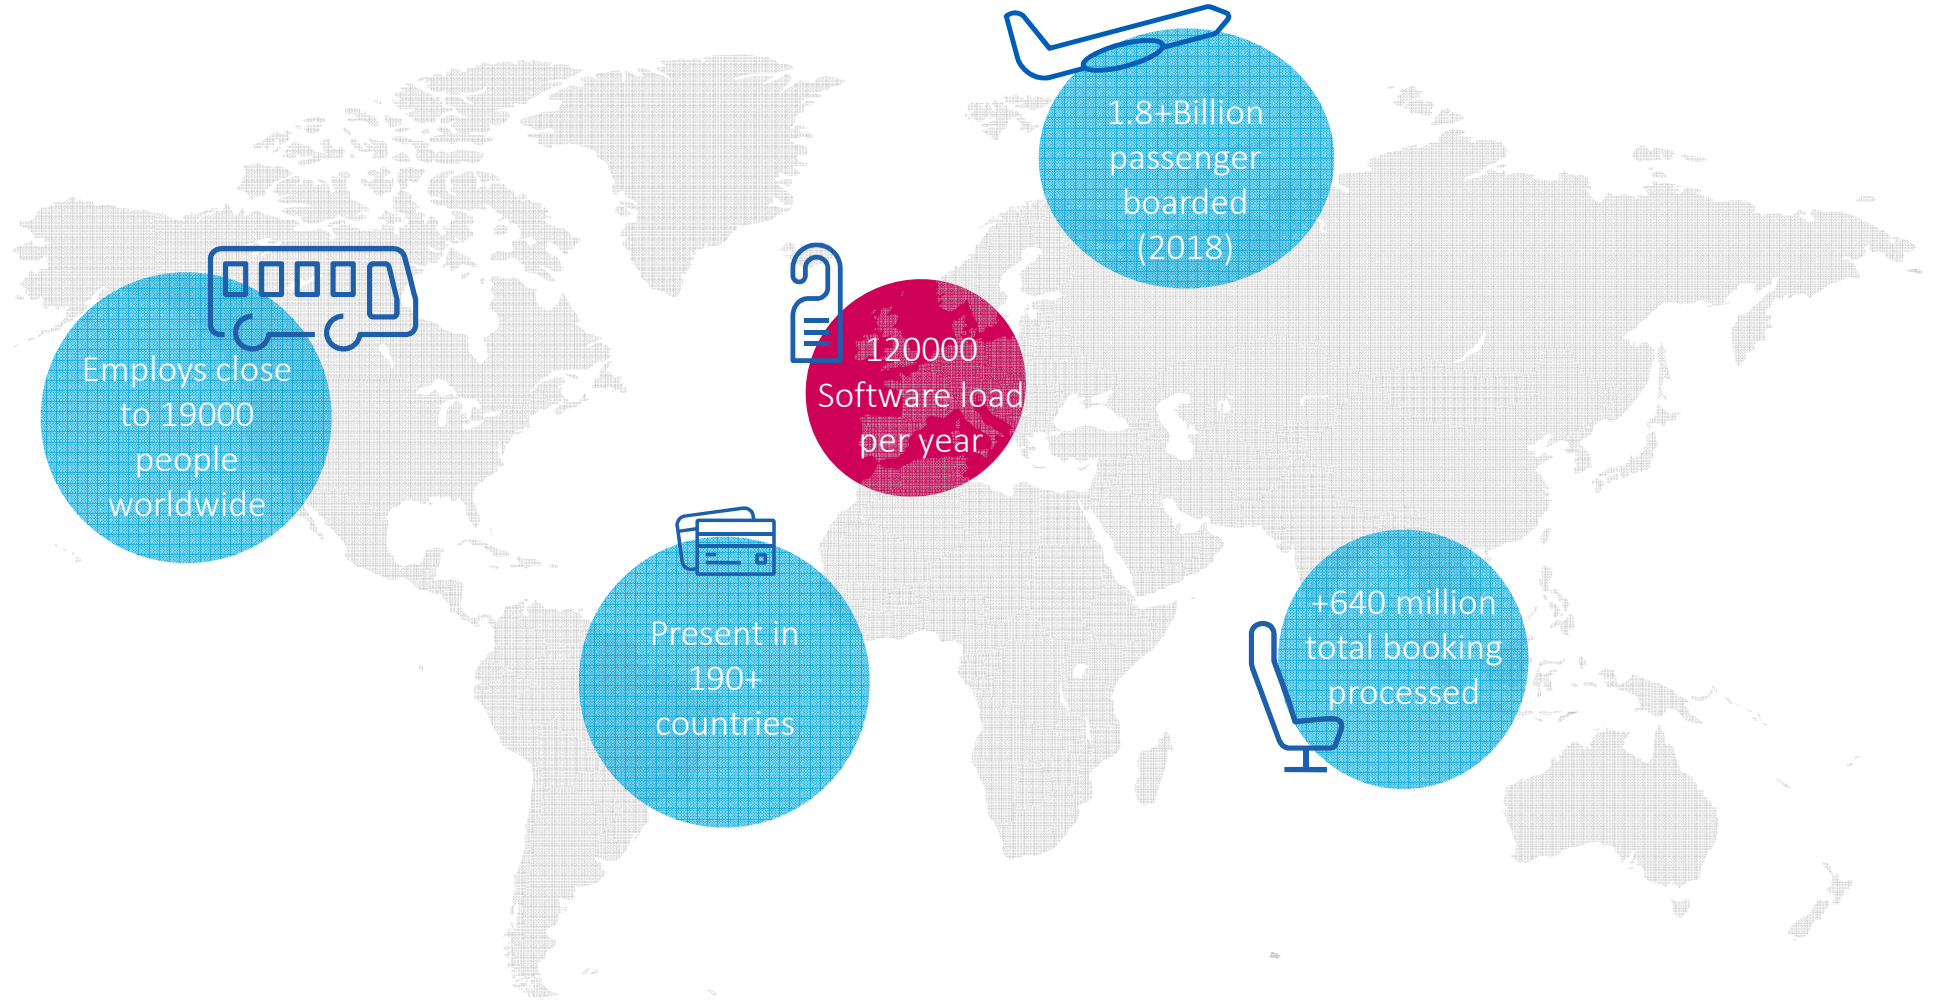 1.8+Billion
passenger
boarded
(2018)
Employs close
to 19000
people
worldwide
120000
Software load
per year
Present in
190+
countries
+640 million
total booking
processed